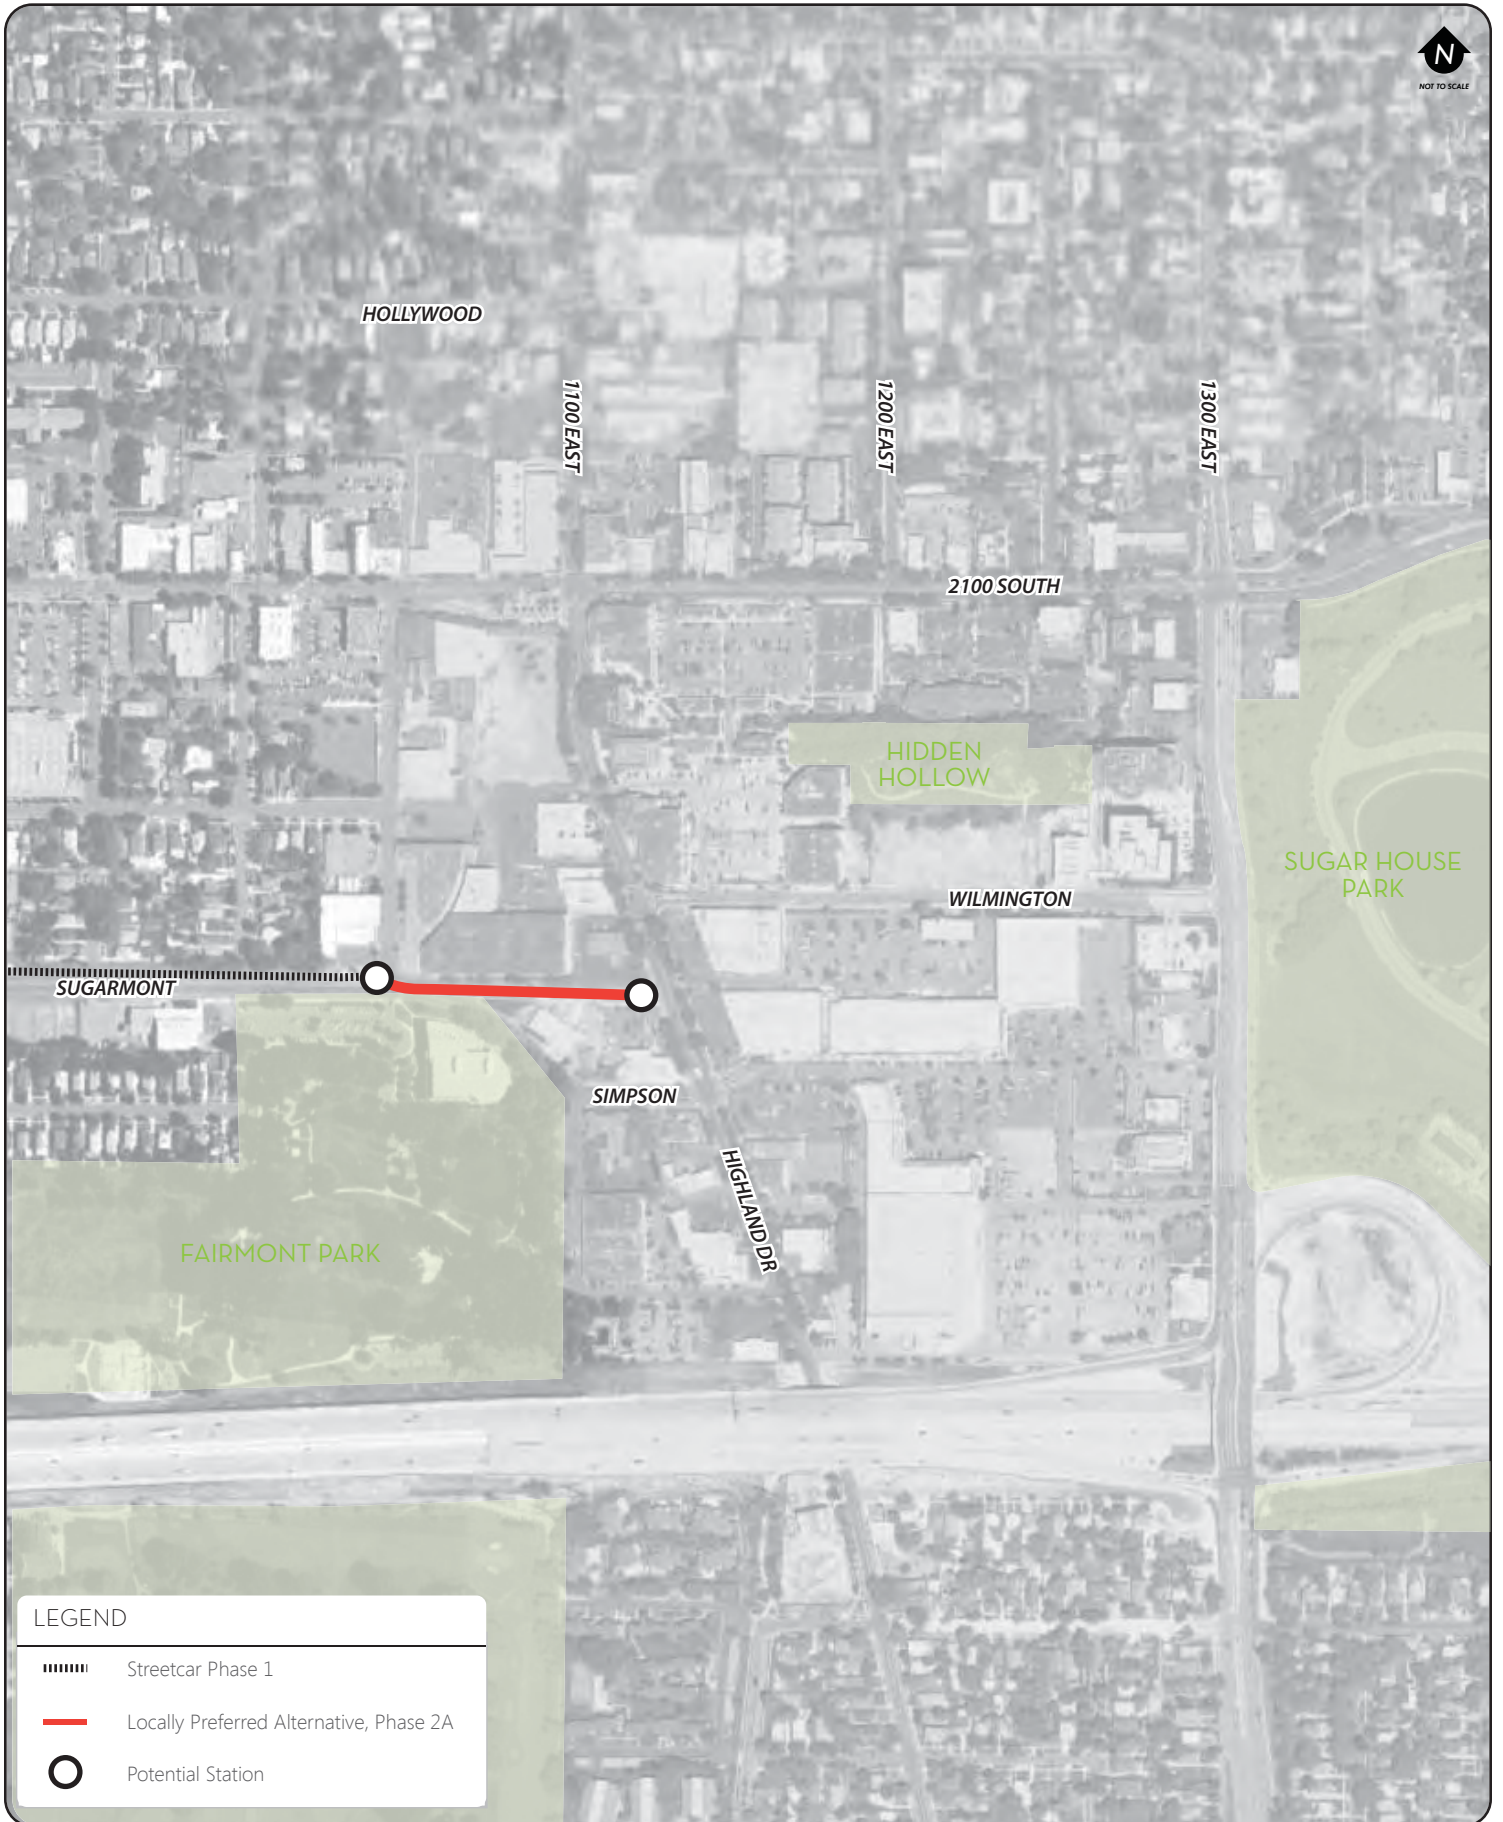 N
NOT TO SCALE
HOLLYWOOD
1100 EAST
1200 EAST
1300 EAST
2100 SOUTH
HIDDEN
HOLLOW
SUGAR HOUSE
PARK
WILMINGTON
SUGARMONT
SIMPSON
HIGHLAND DR
FAIRMONT PARK
LEGEND
Streetcar Phase 1
Locally Preferred Alternative, Phase 2A
Potential Station